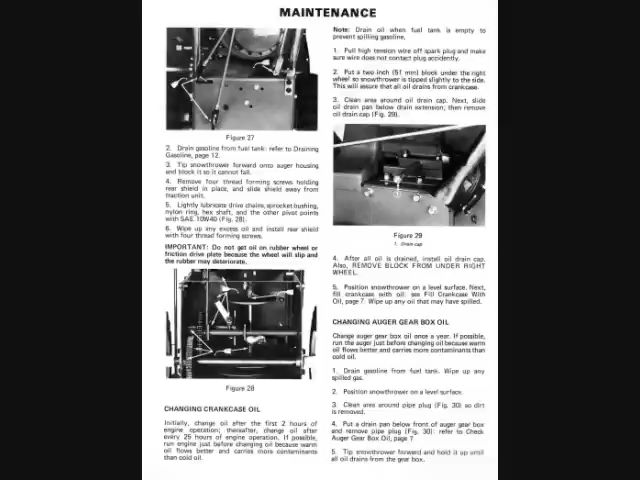 MAINTENANCE
Figure 27
2. Drain gasoline from fuel tank: refer to Draining
Gasoline, page 12.
3. Tip snowthrower forward onto auger housing
and block it so it cannot fall.
4. Remove four thread forming screws holding
rear shield in place, and slide shield away from
traction unit.
5. Lightly lubricate drive chains, sprocket bushing,
nylon ring, hex shaft, and the other pivot points
with SAE 10W40 (Fig. 28).
6. Wipe up any excess oil and install rear shield
with four thread forming screws.
IMPORTANT: Do not get oil on rubber wheel or
friction drive plate because the wheel will slip and
the rubber may deteriorate.
Figure 28
CHANGING CRANKCASE OIL
Initially, change oil after the first 2 hours of
engine operation; thereafter, change oil after
every 25 hours of engine operation. If possible,
run engine just before changing oil because warm
oil flows better and carries more contaminants
than cold oil.
Note: Drain oil when fuel tank is empty to
prevent spilling gasoline.
1. Pull high tension wire off spark plug and make
sure wire does not contact plug accidently.
2. Put a two inch (51 mm) block under the right
wheel so snowthrower is tipped slightly to the side.
This will assure that all oil drains from crankcase.
3. Clean area around oil drain cap. Next, slide
oil drain pan below drain extension; then remove
oil drain cap (Fig. 29).
Figure 29
1. Drain cap
4. After all oil is drained, install oil drain cap.
Also, REMOVE BLOCK FROM UNDER RIGHT
WHEEL.
5. Position snowthrower on a level surface. Next,
fill crankcase with oil: see Fill Crankcase With
Oil, page 7. Wipe up any oil that may have spilled.
CHANGING AUGER GEAR BOX OIL
Change auger gear box oil once a year. If possible,
run the auger just before changing oil because warm
oil flows better and carries more contaminants than
cold oil.
1. Drain gasoline from fuel tank. Wipe up any
spilled gas.
2. Position snowthrower on a level surface.
3. Clean area around pipe plug (Fig. 30) so dirt
is removed.
4. Put a drain pan below front of auger gear box
and remove pipe plug (Fig. 30): refer to Check
Auger Gear Box Oil, page 7
5. Tip snowthrower forward and hold it up until
all oil drains from the gear box.